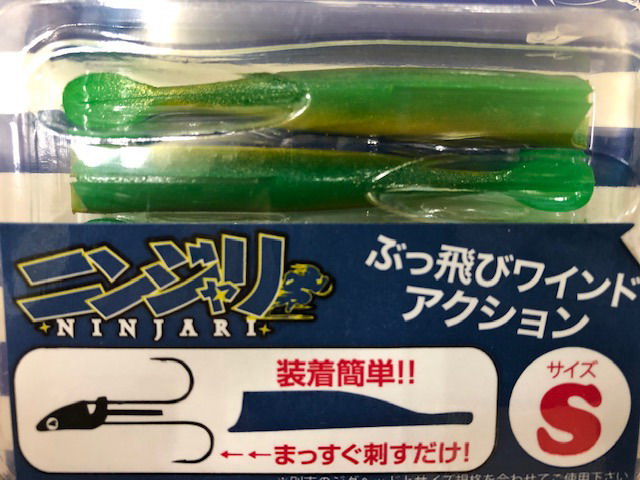 ニンジャリ
NINJARI
ぶっ飛びワインド
アクション
装着簡単!!
←←まっすぐ刺すだけ!
サイズ
S